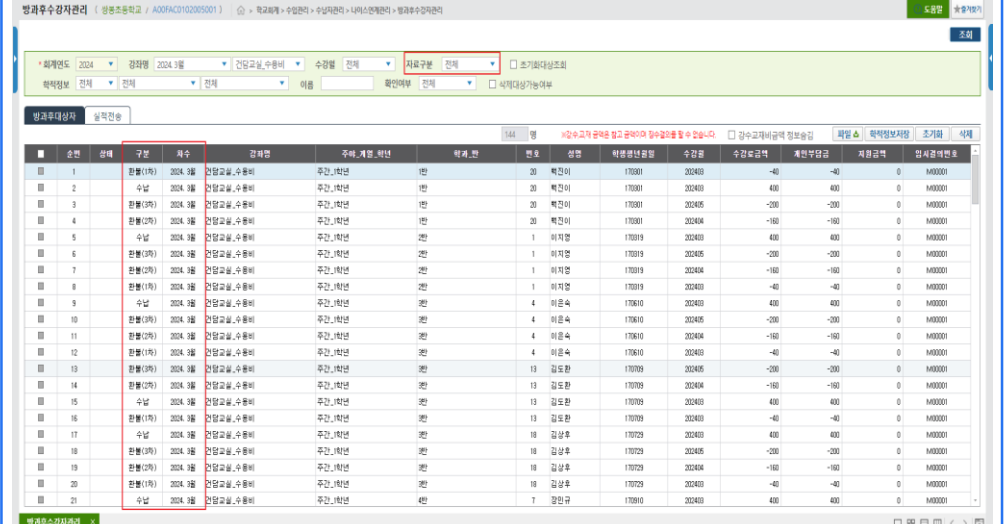 방과후수강자관리 ( 쌍봉초등학교 / A00FAC0102005001 ) > 학교회계 > 수입관리 > 수납자관리 > 나이스연계관리 > 방과후수강자관리 도움말 ★즐겨찾기
조회
* 회계연도 2024 강좌명 2024.3월 건담교실_수용비 수강월 전체 자료구분 전체 초기화대상조회
학적정보 전체 전체 전체 이름 확인여부 전체 삭제대상가능여부
방과후대상자 실적전송
144 명 ※강수교재 금액은 참고 금액이며 징수결의를 할 수 없습니다. 강수교재비금액 정보숨김 파일 학적정보저장 초기화 삭제
순번 상태 구분 차수 강좌명 주야_계열_학년 학과_반 번호 성명 학생생년월일 수강월 수강료금액 계원부담금 지원금액 임시결의번호
1 환불(1차) 2024. 3월 건담교실_수용비 주간_1학년 1반 20 백진이 170301 202403 -40 -40 0 M00001
2 수납 2024. 3월 건담교실_수용비 주간_1학년 1반 20 백진이 170301 202403 400 400 0 M00001
3 환불(3차) 2024. 3월 건담교실_수용비 주간_1학년 1반 20 백진이 170301 202405 -200 -200 0 M00001
4 환불(2차) 2024. 3월 건담교실_수용비 주간_1학년 1반 20 백진이 170301 202404 -160 -160 0 M00001
5 수납 2024. 3월 건담교실_수용비 주간_1학년 2반 1 이지영 170319 202403 400 400 0 M00001
6 환불(3차) 2024. 3월 건담교실_수용비 주간_1학년 2반 1 이지영 170319 202405 -200 -200 0 M00001
7 환불(2차) 2024. 3월 건담교실_수용비 주간_1학년 2반 1 이지영 170319 202404 -160 -160 0 M00001
8 환불(1차) 2024. 3월 건담교실_수용비 주간_1학년 2반 1 이지영 170319 202403 -40 -40 0 M00001
9 수납 2024. 3월 건담교실_수용비 주간_1학년 3반 4 이은숙 170610 202403 400 400 0 M00001
10 환불(3차) 2024. 3월 건담교실_수용비 주간_1학년 3반 4 이은숙 170610 202405 -200 -200 0 M00001
11 환불(2차) 2024. 3월 건담교실_수용비 주간_1학년 3반 4 이은숙 170610 202404 -160 -160 0 M00001
12 환불(1차) 2024. 3월 건담교실_수용비 주간_1학년 3반 4 이은숙 170610 202403 -40 -40 0 M00001
13 환불(3차) 2024. 3월 건담교실_수용비 주간_1학년 3반 13 김도환 170709 202405 -200 -200 0 M00001
14 환불(2차) 2024. 3월 건담교실_수용비 주간_1학년 3반 13 김도환 170709 202404 -160 -160 0 M00001
15 수납 2024. 3월 건담교실_수용비 주간_1학년 3반 13 김도환 170709 202403 400 400 0 M00001
16 환불(1차) 2024. 3월 건담교실_수용비 주간_1학년 3반 13 김도환 170709 202403 -40 -40 0 M00001
17 수납 2024. 3월 건담교실_수용비 주간_1학년 3반 18 김상후 170729 202403 400 400 0 M00001
18 환불(3차) 2024. 3월 건담교실_수용비 주간_1학년 3반 18 김상후 170729 202405 -200 -200 0 M00001
19 환불(2차) 2024. 3월 건담교실_수용비 주간_1학년 3반 18 김상후 170729 202404 -160 -160 0 M00001
20 환불(1차) 2024. 3월 건담교실_수용비 주간_1학년 3반 18 김상후 170729 202403 -40 -40 0 M00001
21 수납 2024. 3월 건담교실_수용비 주간_1학년 4반 7 장민규 170910 202403 400 400 0 M00001
방과후수강자관리 ×